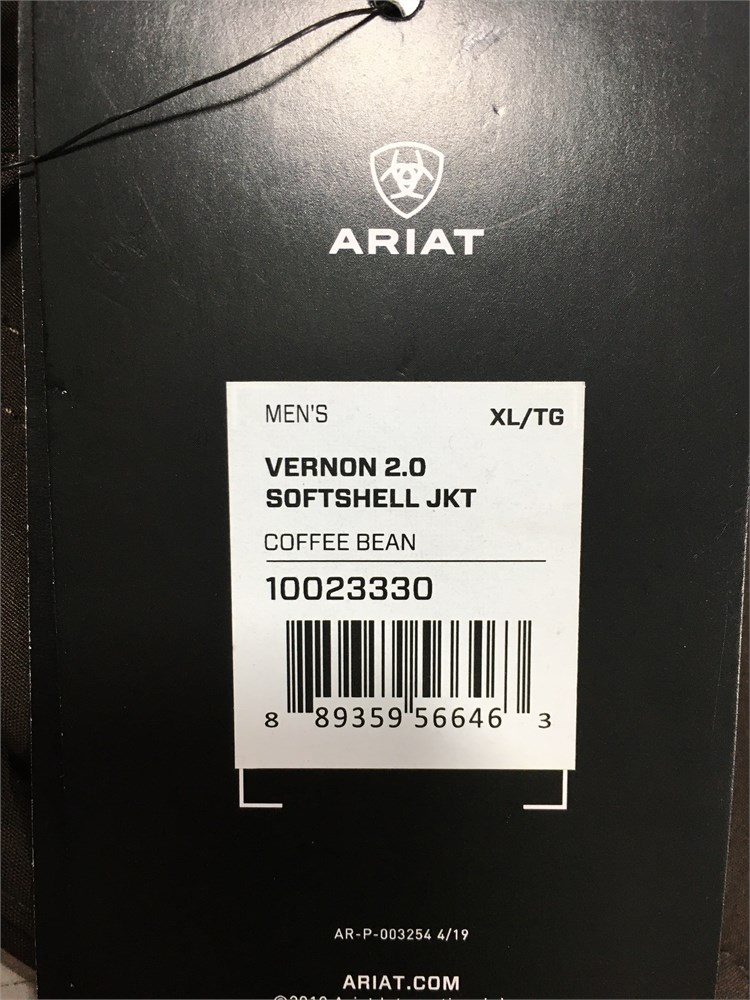 ARIAT
MEN'S XL/TG
VERNON 2.0
SOFTSHELL JKT
COFFEE BEAN
10023330
8 89359 56646 3
AR-P-003254 4/19
ARIAT.COM